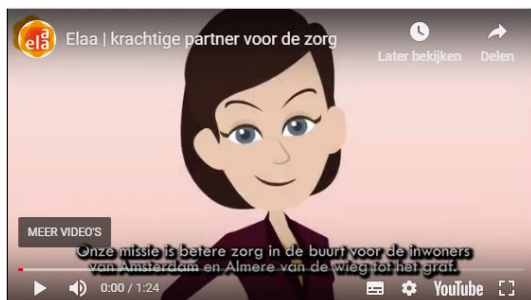 elaa
Elaa | krachtige partner voor de zorg
Later bekijken
Delen
MEER VIDEO'S
Onze missie is betere zorg in de buurt voor de inwoners
van Amsterdam en Almere van de wieg tot het graf.
0:00 / 1:24
YouTube